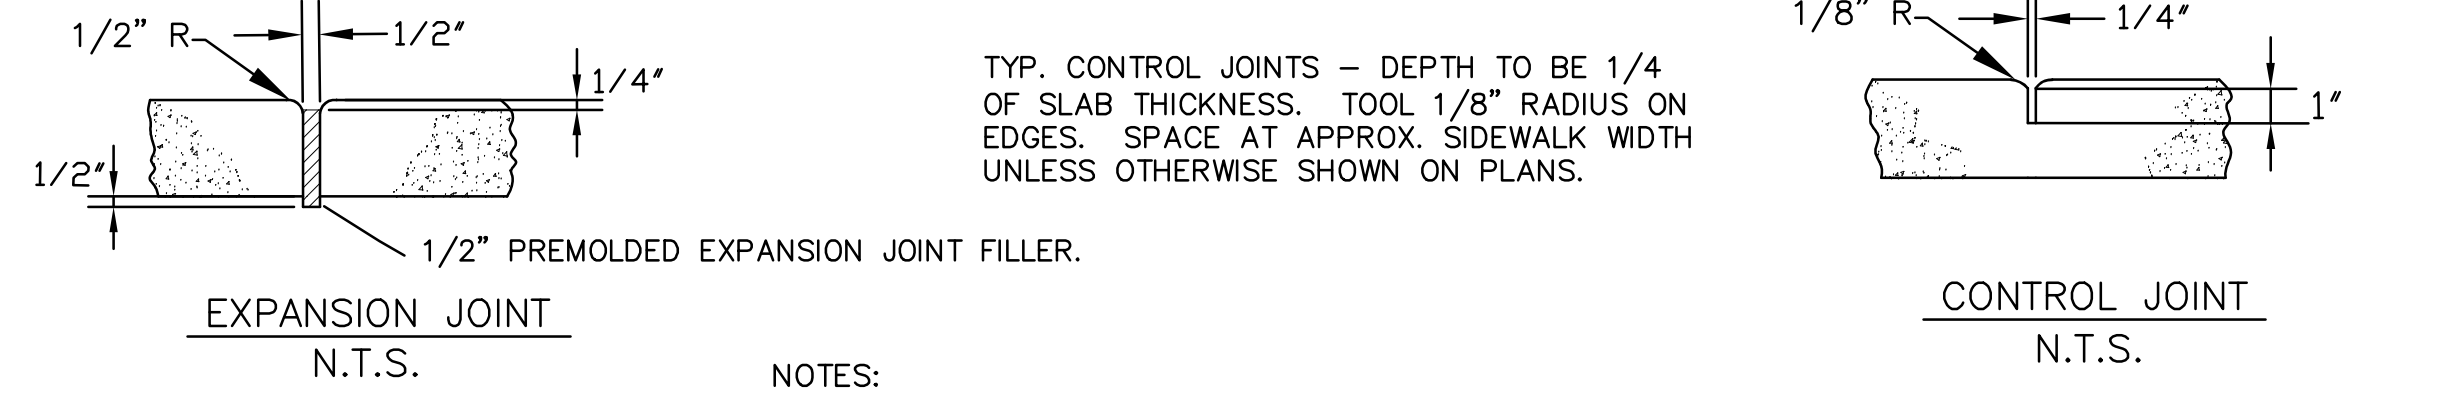 1/2” R
1/2”
1/4”
1/2”
1/2” PREMOLDED EXPANSION JOINT FILLER.
EXPANSION JOINT
N.T.S.
TYP. CONTROL JOINTS – DEPTH TO BE 1/4
OF SLAB THICKNESS. TOOL 1/8” RADIUS ON
EDGES. SPACE AT APPROX. SIDEWALK WIDTH
UNLESS OTHERWISE SHOWN ON PLANS.
NOTES:
1/8” R
1/4”
1”
CONTROL JOINT
N.T.S.